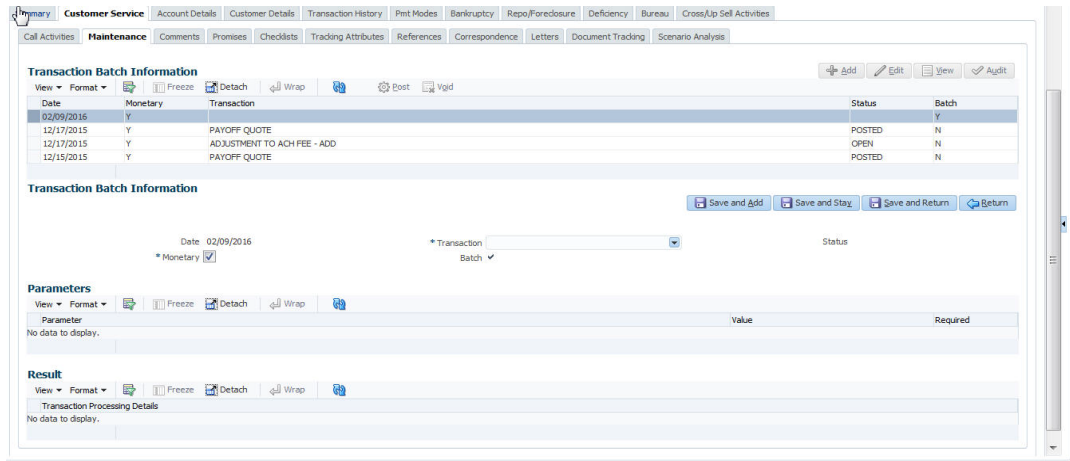 mmary Customer Service Account Details Customer Details Transaction History Pmt Modes Bankruptcy Repo/Foreclosure Deficiency Bureau Cross/Up Sell Activities
Call Activities Maintenance Comments Promises Checklists Tracking Attributes References Correspondence Letters Document Tracking Scenario Analysis
Transaction Batch Information
Add Edit View Audit
View Format Freeze Detach Wrap Post Void
Date Monetary Transaction Status Batch
02/09/2016 Y Y
12/17/2015 Y PAYOFF QUOTE POSTED N
12/17/2015 Y ADJUSTMENT TO ACH FEE - ADD OPEN N
12/15/2015 Y PAYOFF QUOTE POSTED N
Transaction Batch Information
Save and Add Save and Stay Save and Return Return
Date 02/09/2016 * Transaction Status
* Monetary Batch
Parameters
View Format Freeze Detach Wrap
Parameter Value Required
No data to display.
Result
View Format Freeze Detach Wrap
Transaction Processing Details
No data to display.